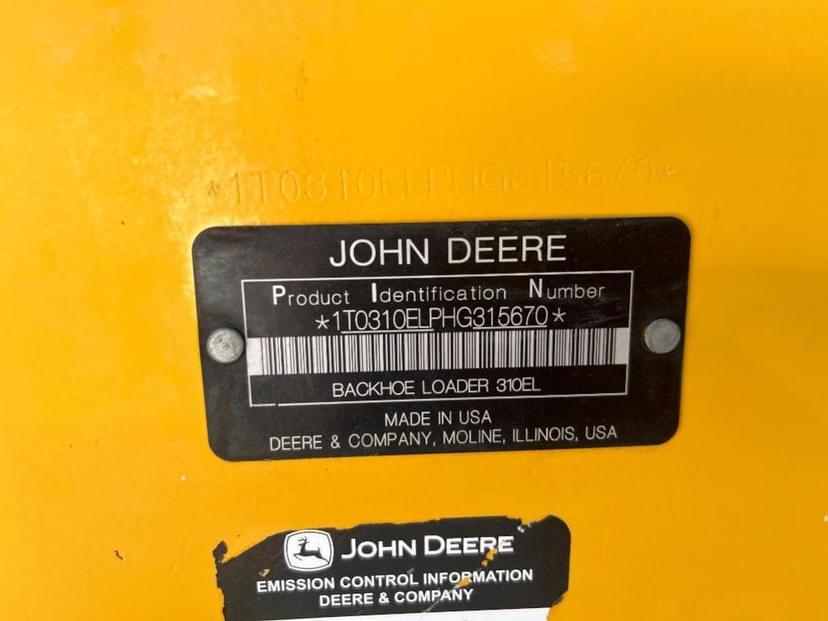 *1T0310ELPHG315670*
JOHN DEERE
Product Identification Number
*1T0310ELPHG315670*
BACKHOE LOADER 310EL
MADE IN USA
DEERE & COMPANY, MOLINE, ILLINOIS, USA
JOHN DEERE
EMISSION CONTROL INFORMATION
DEERE & COMPANY